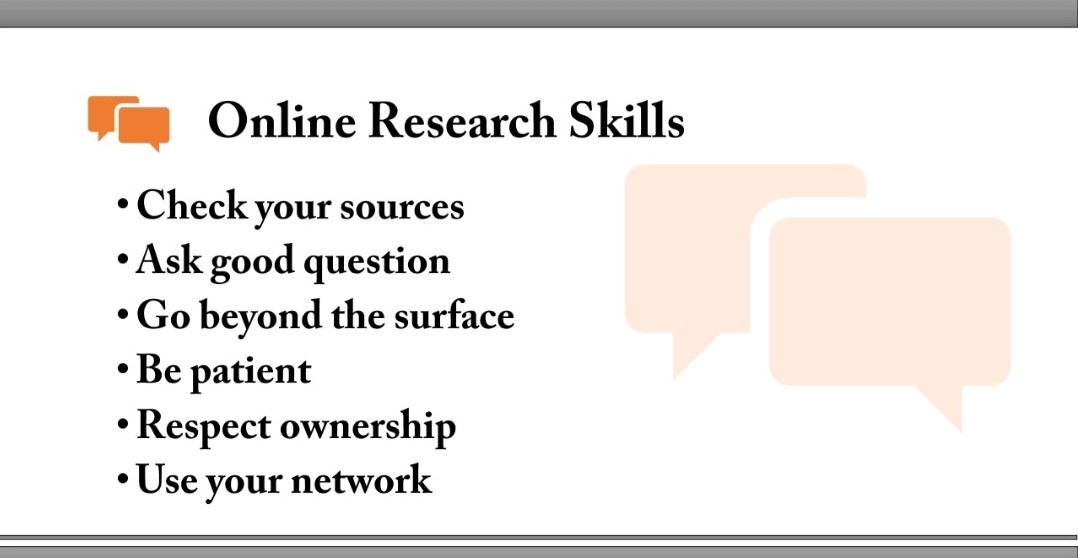 Online Research Skills
• Check your sources
• Ask good question
• Go beyond the surface
• Be patient
• Respect ownership
• Use your network